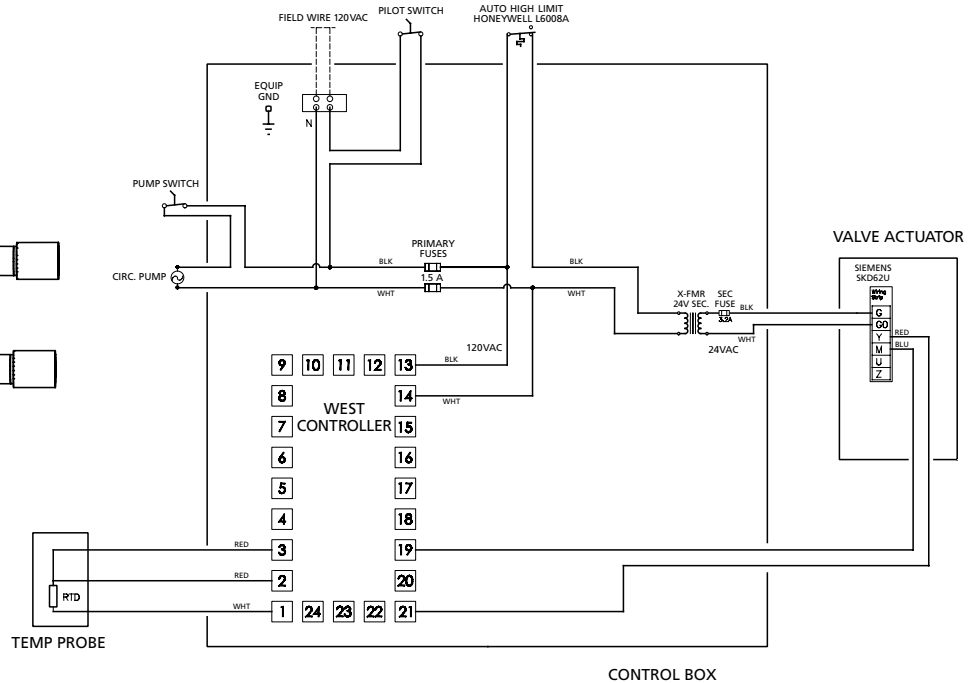 FIELD WIRE 120VAC
PILOT SWITCH
AUTO HIGH LIMIT
HONEYWELL L6008A
EQUIP
GND
N
PUMP SWITCH
CIRC. PUMP
PRIMARY
FUSES
BLK
1.5 A
WHT
BLK
WHT
X-FMR
24V SEC.
SEC
FUSE
3.2A
BLK
WHT
24VAC
VALVE ACTUATOR
SIEMENS
SKD62U
Wiring
Strip
G
G0
Y
M
U
Z
RED
BLU
120VAC
BLK
WHT
9 10 11 12 13
8 14
WEST
CONTROLLER
7 15
6 16
5 17
4 18
3 19
2 20
1 24 23 22 21
RED
RED
WHT
RTD
TEMP PROBE
CONTROL BOX